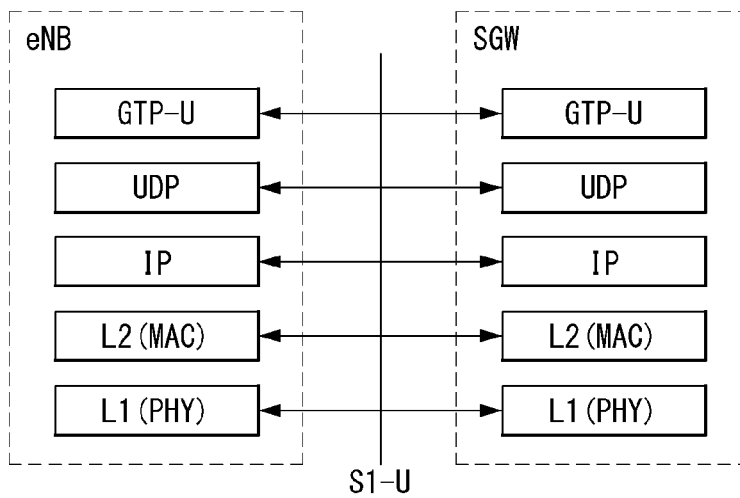 eNB
SGW
GTP-U
GTP-U
UDP
UDP
IP
IP
L2(MAC)
L2(MAC)
L1(PHY)
L1(PHY)
S1-U